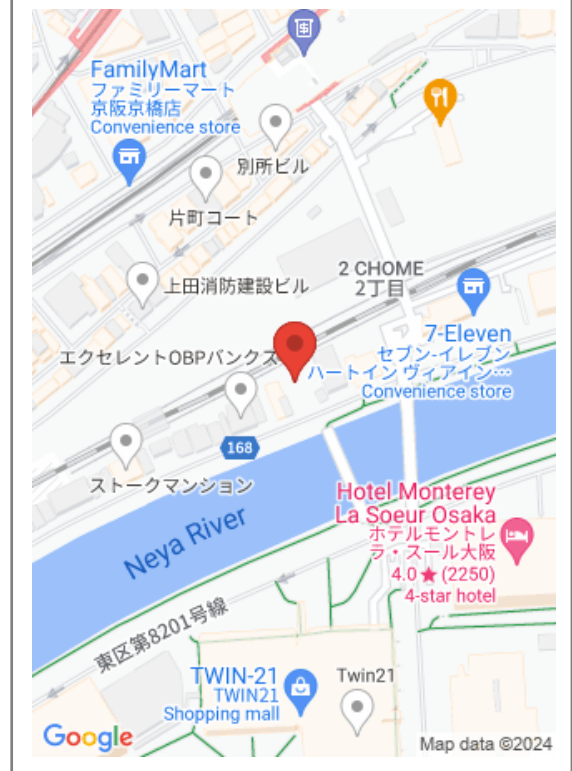 FamilyMart
ファミリーマート
京阪京橋店
Convenience store
別所ビル
片町コート
上田消防建設ビル
2 CHOME
2丁目
7-Eleven
セブン-イレブン
ハートイン ヴィアイン…
Convenience store
エクセレントOBPバンクス
168
ストークマンション
Neya River
Hotel Monterey
La Soeur Osaka
ホテルモントレ
ラ・スール大阪
4.0★(2250)
4-star hotel
東区第8201号線
TWIN-21
TWIN21
Shopping mall
Twin21
Google
Map data ©2024